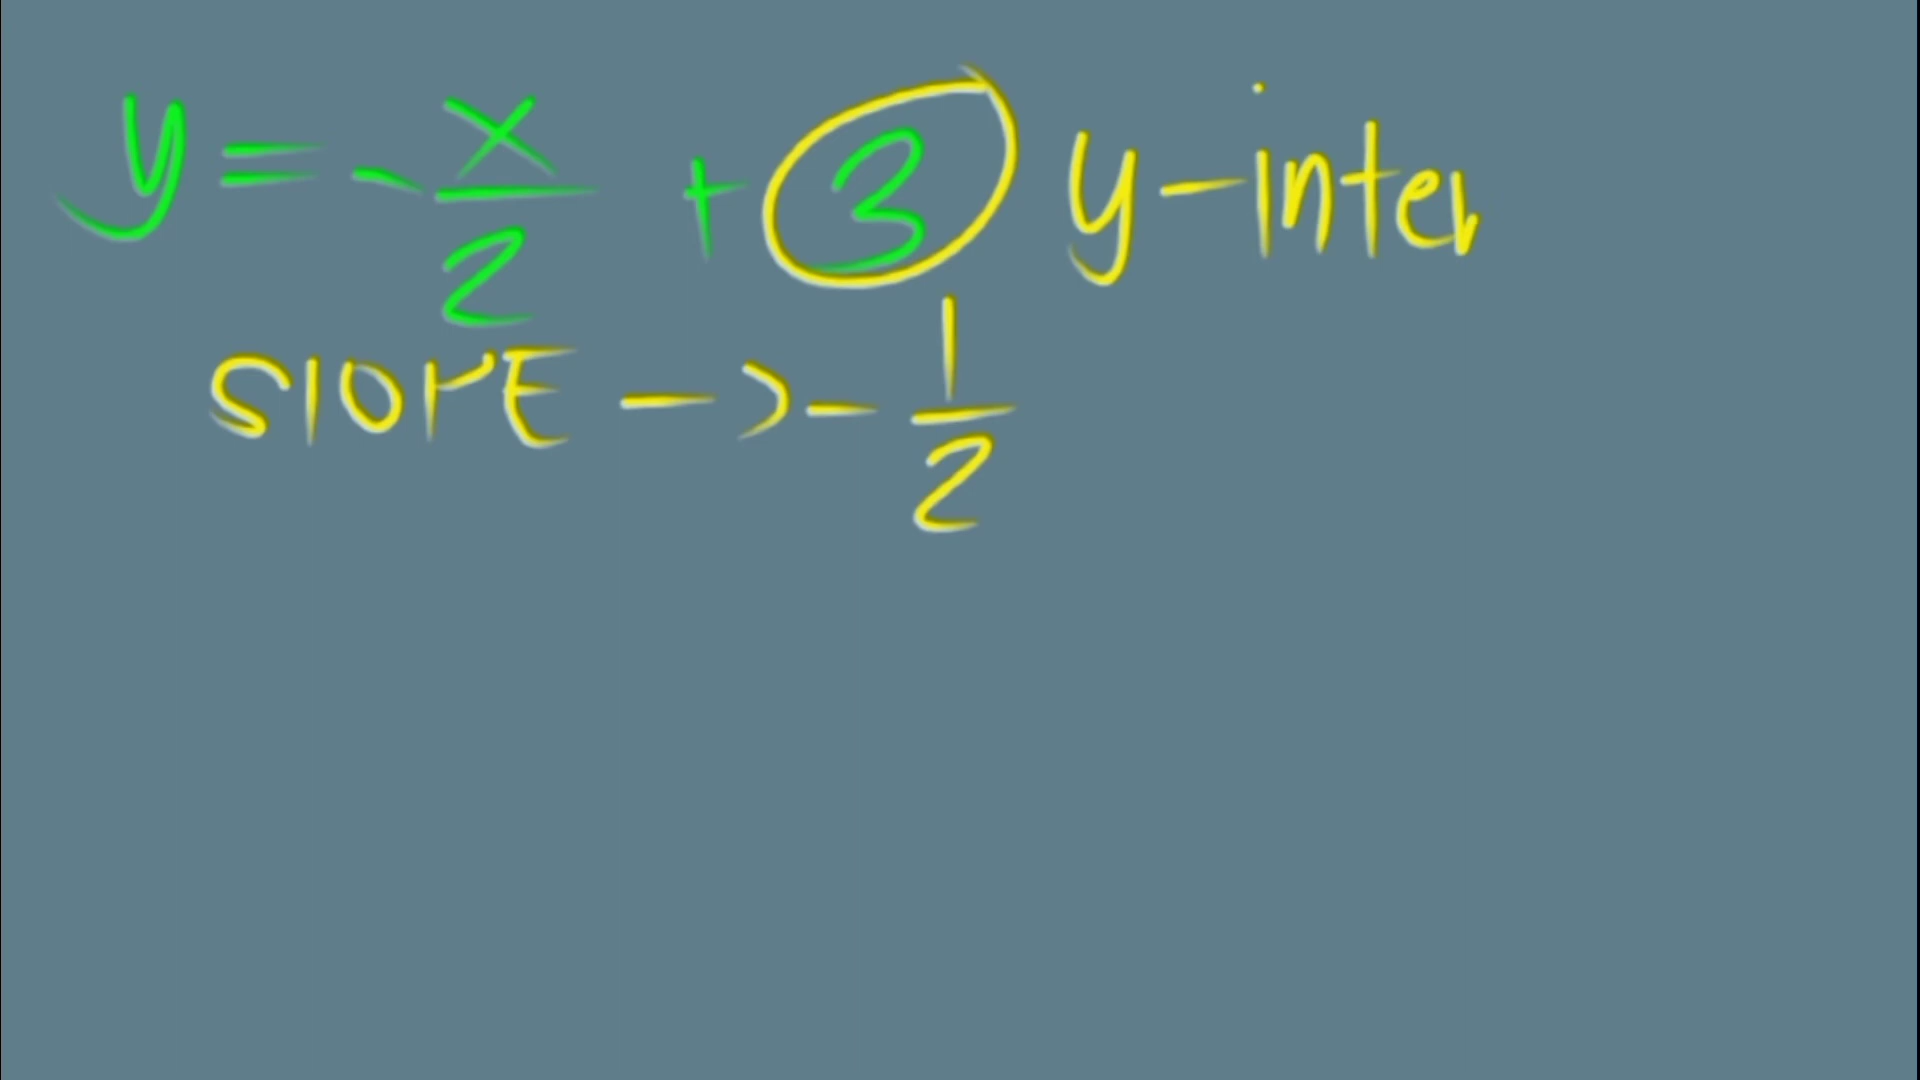 y = - x/2 + 3 y-inter
SlOPE -> - 1/2